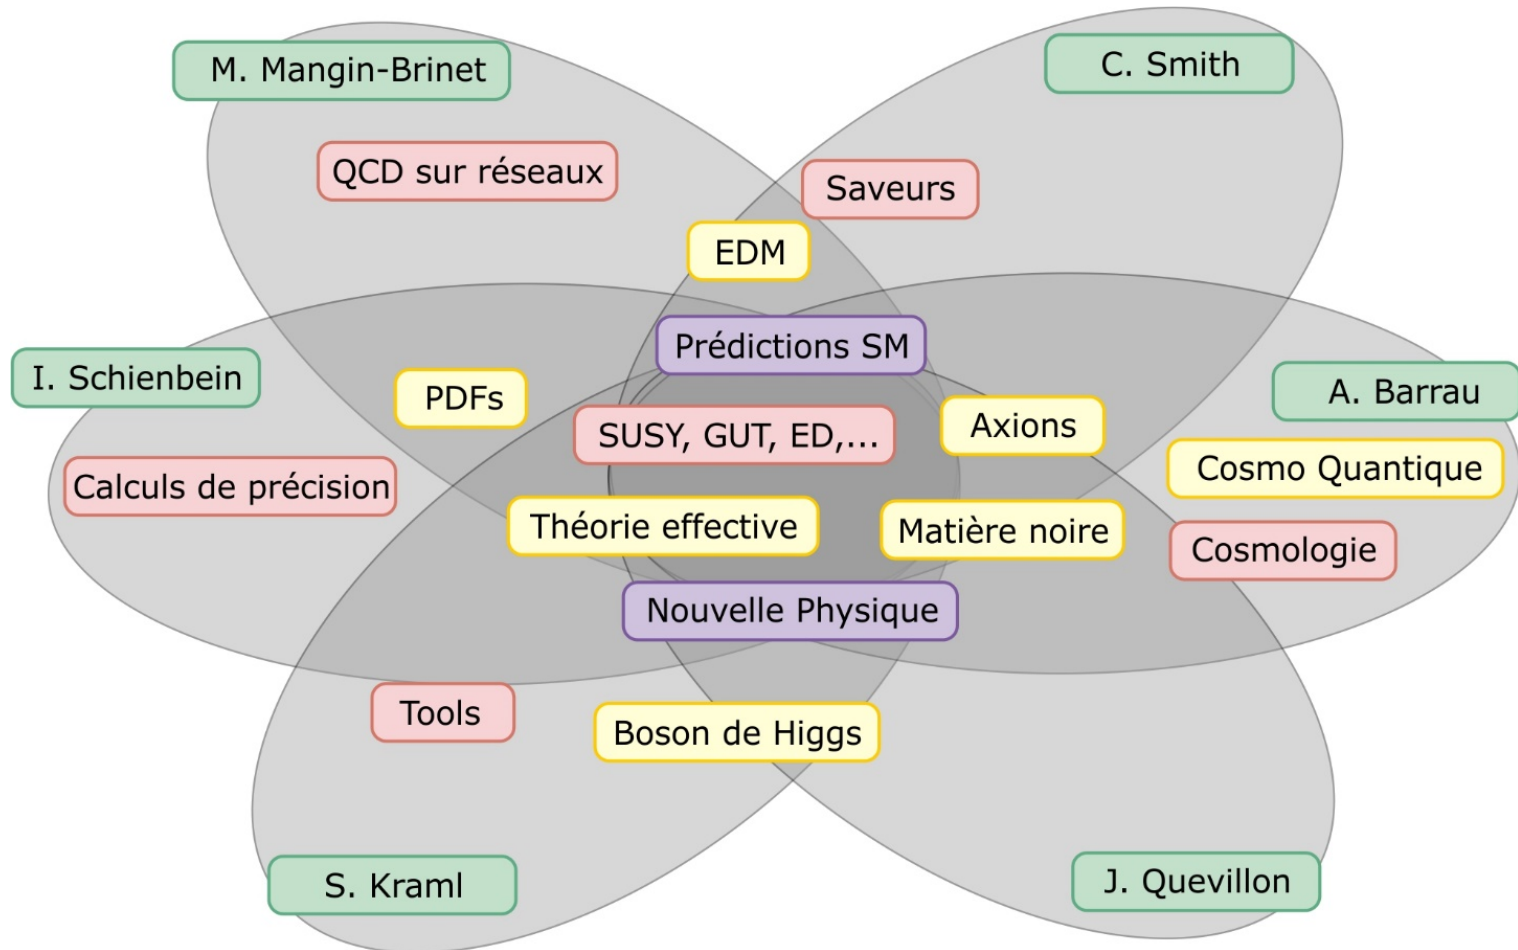 M. Mangin-Brinet
C. Smith
QCD sur réseaux
Saveurs
EDM
Prédictions SM
I. Schienbein
PDFs
A. Barrau
Axions
SUSY, GUT, ED,...
Cosmo Quantique
Calculs de précision
Théorie effective
Matière noire
Cosmologie
Nouvelle Physique
Tools
Boson de Higgs
S. Kraml
J. Quevillon